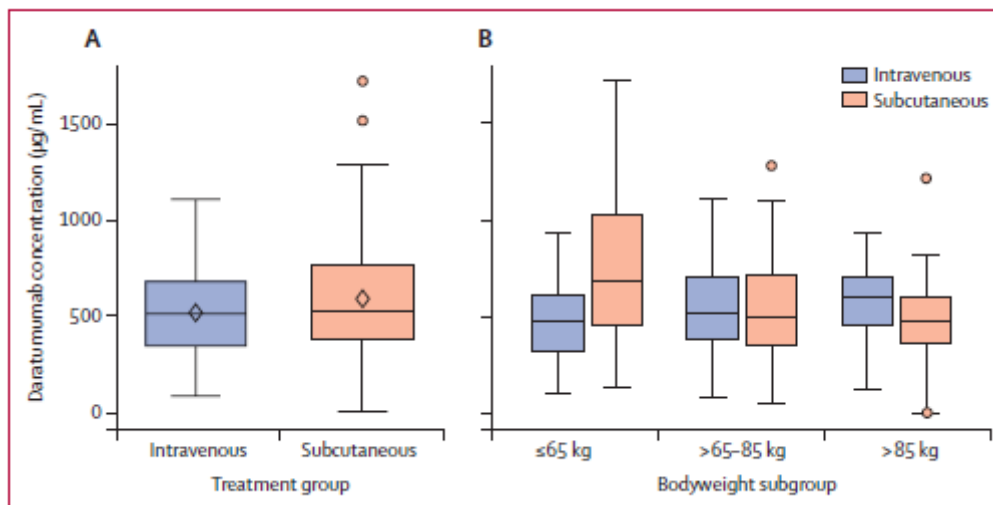 A
B
Intravenous
Subcutaneous
Daratumumab concentration (µg/mL)
1500
1000
500
0
Intravenous
Subcutaneous
Treatment group
≤65 kg
>65–85 kg
>85 kg
Bodyweight subgroup